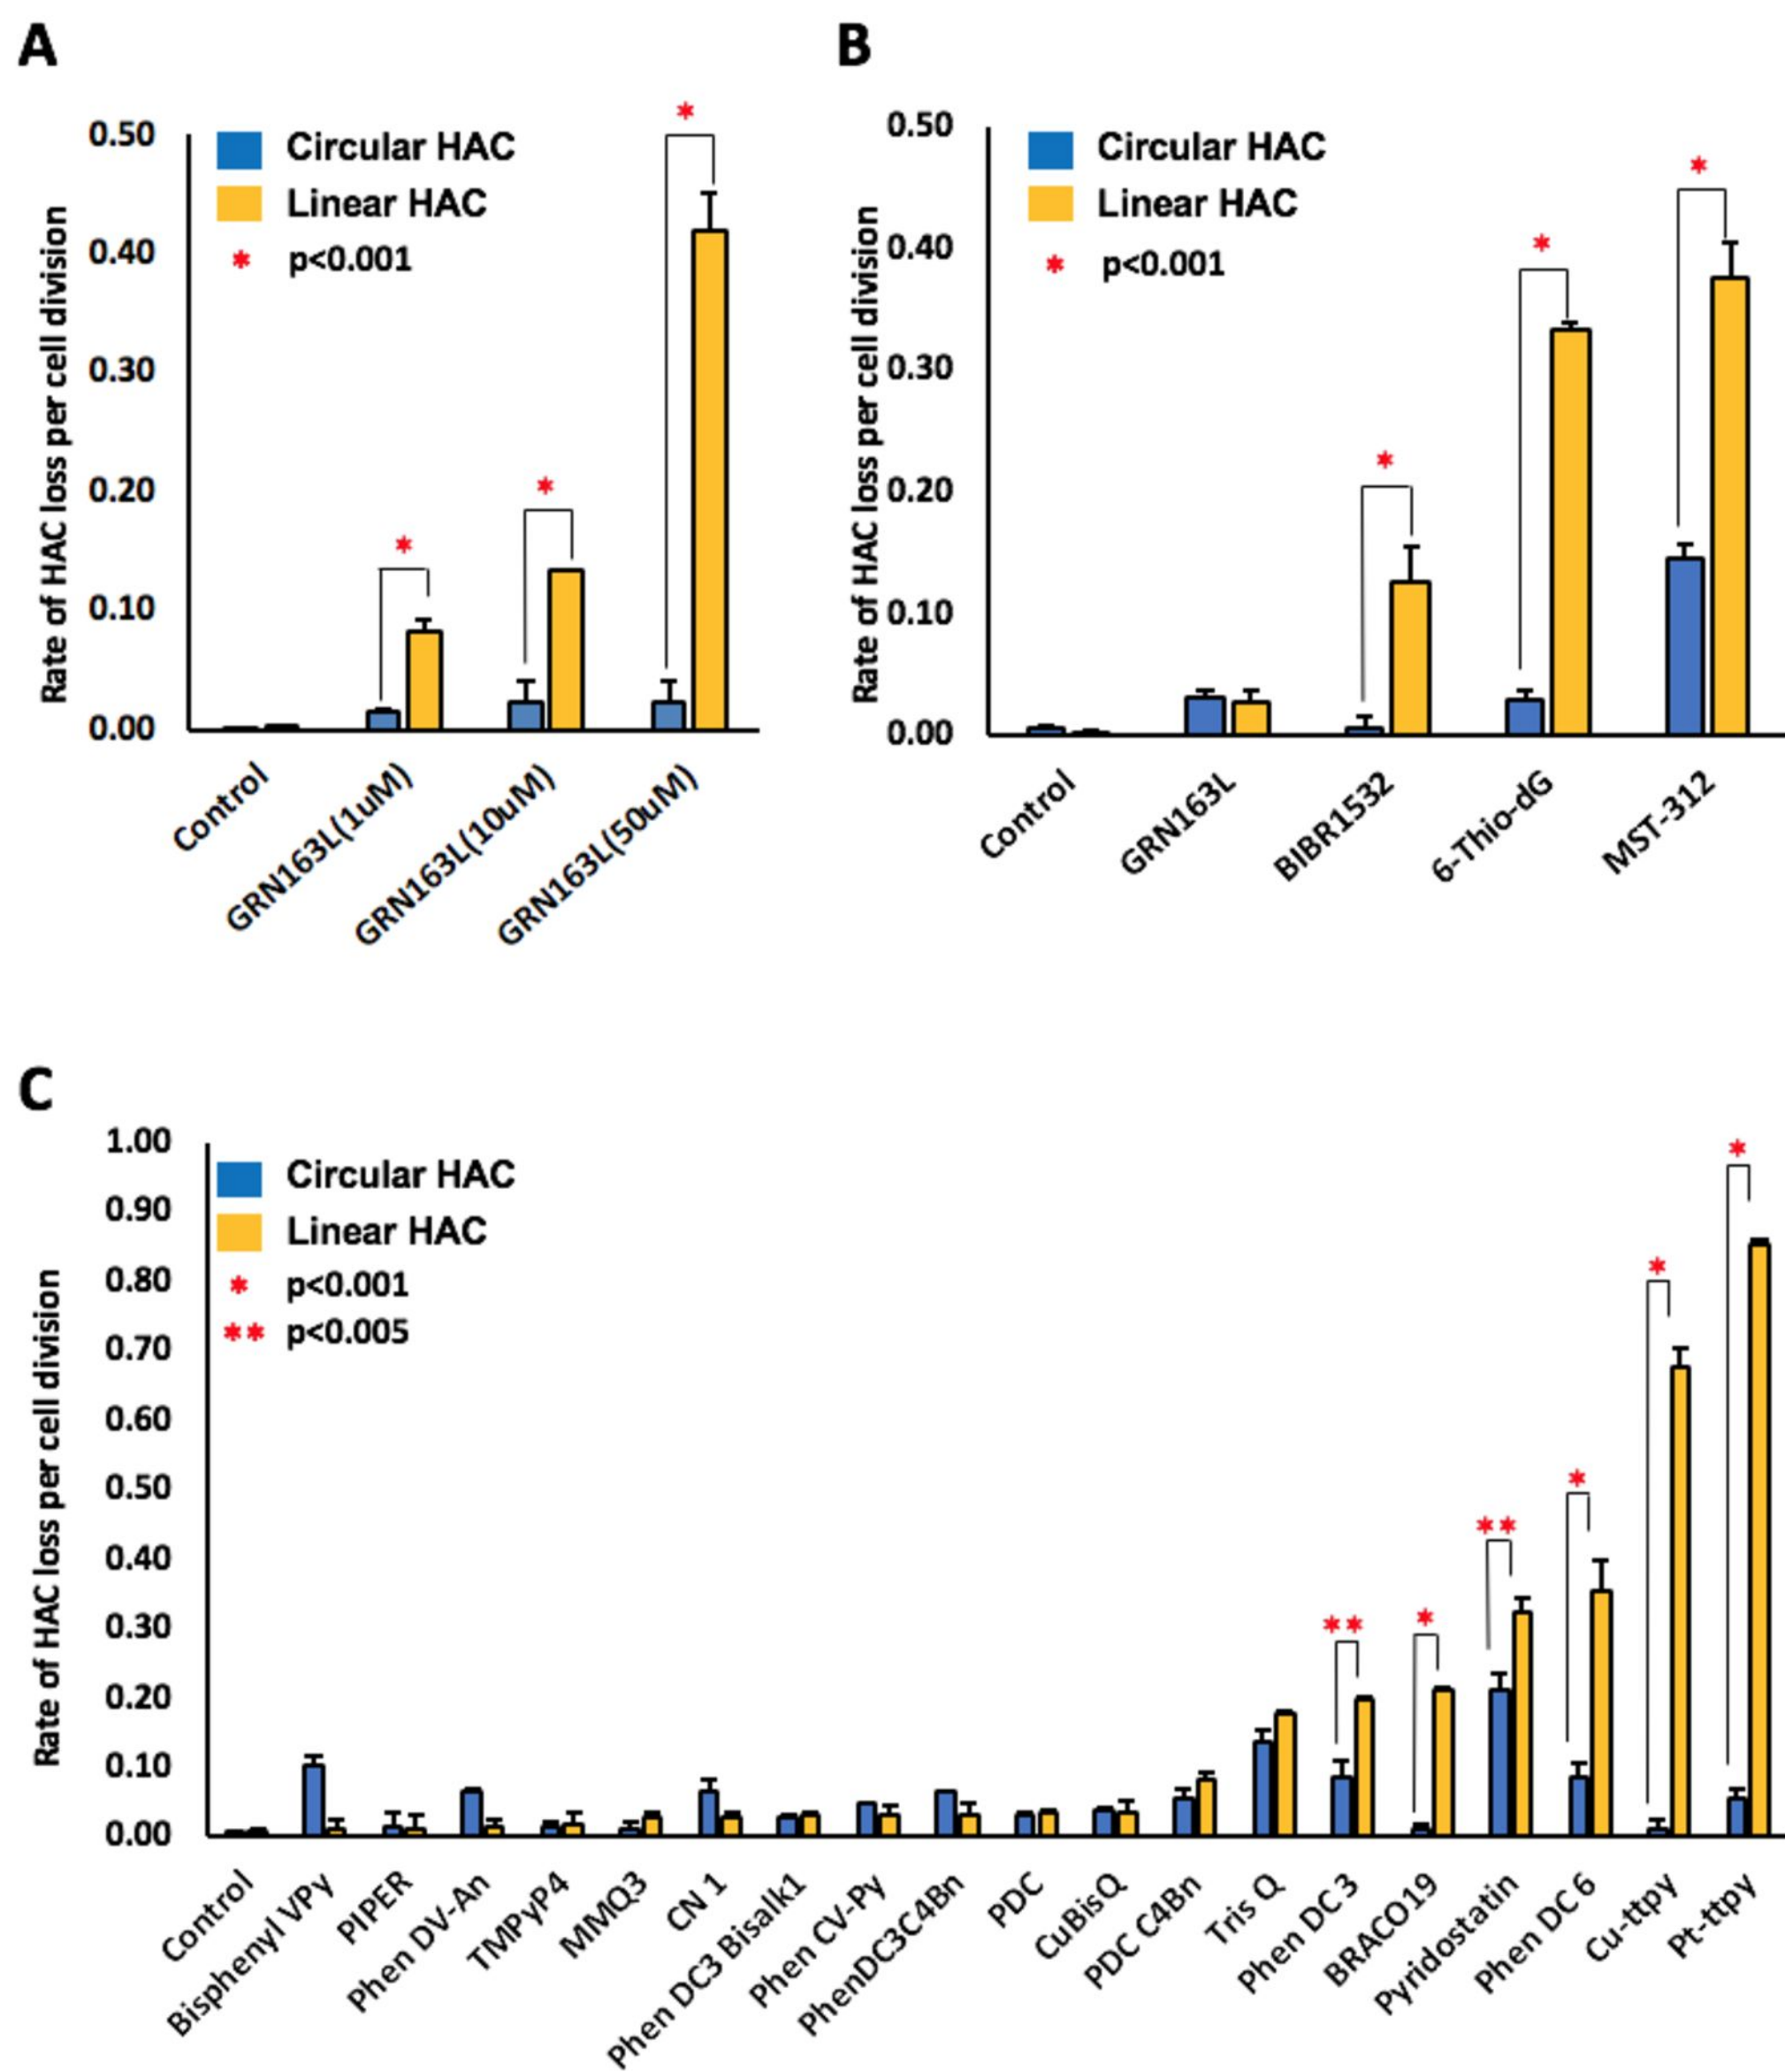 A
Rate of HAC loss per cell division
0.50
0.40
0.30
0.20
0.10
0.00
Circular HAC
Linear HAC
* p<0.001
*
*
*
Control
GRN163L(1uM)
GRN163L(10uM)
GRN163L(50uM)
B
Rate of HAC loss per cell division
0.50
0.40
0.30
0.20
0.10
0.00
Circular HAC
Linear HAC
* p<0.001
*
*
*
Control
GRN163L
BIBR1532
6-Thio-dG
MST-312
C
Rate of HAC loss per cell division
1.00
0.90
0.80
0.70
0.60
0.50
0.40
0.30
0.20
0.10
0.00
Circular HAC
Linear HAC
* p<0.001
** p<0.005
**
*
**
*
*
*
Control
Bisphenyl VPy
PIPER
Phen DV-An
TMPyP4
MMQ3
CN 1
Phen DC3 Bisalk1
Phen CV-Py
PhenDC3C4Bn
PDC
CuBisQ
PDC C4Bn
Tris Q
Phen DC 3
BRACO19
Pyridostatin
Phen DC 6
Cu-ttpy
Pt-ttpy